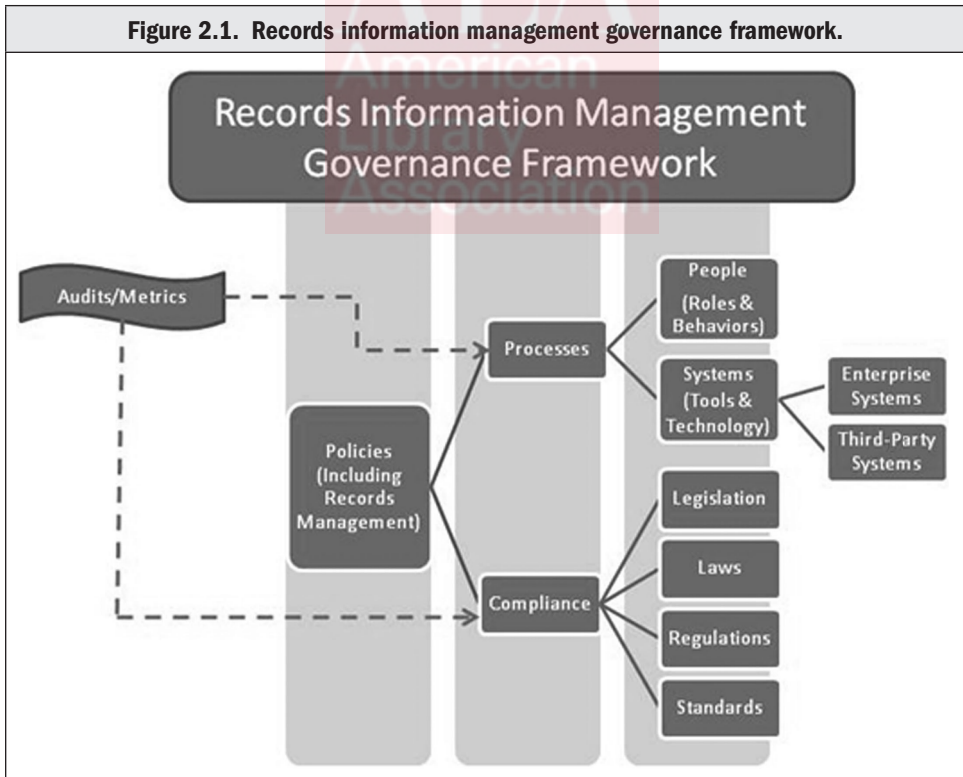 Figure 2.1. Records information management governance framework.
American
Library
Association
Records Information Management
Governance Framework
Audits/Metrics
Policies
(Including
Records
Management)
Processes
Compliance
People
(Roles &
Behaviors)
Systems
(Tools &
Technology)
Enterprise
Systems
Third-Party
Systems
Legislation
Laws
Regulations
Standards